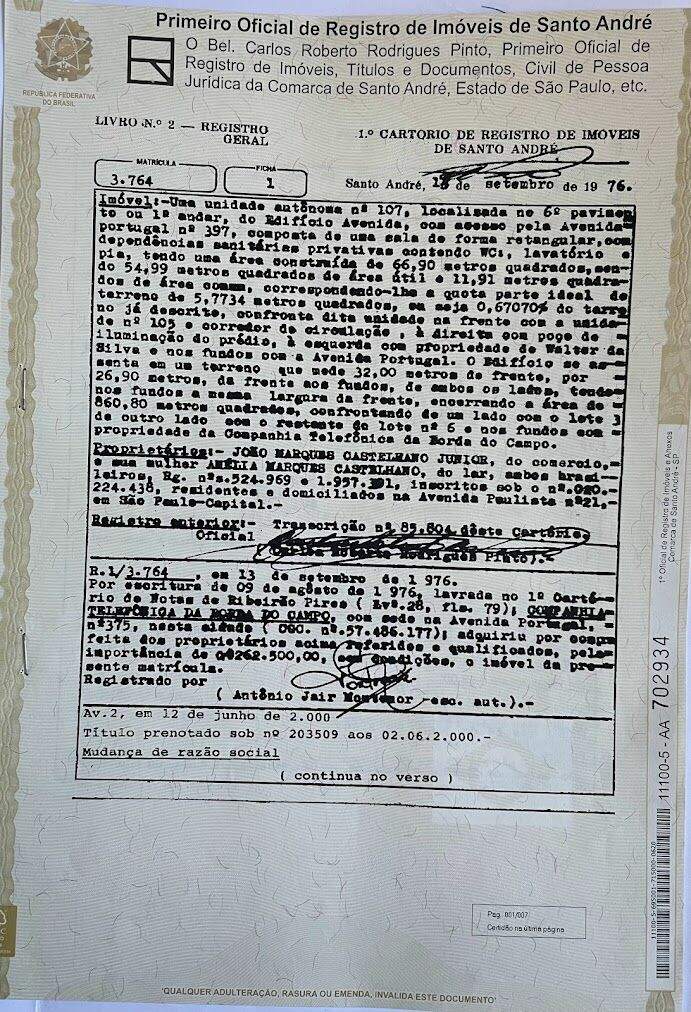 Primeiro Oficial de Registro de Imóveis de Santo André
O Bel. Carlos Roberto Rodrigues Pinto, Primeiro Oficial de
Registro de Imóveis, Títulos e Documentos, Civil de Pessoa
Jurídica da Comarca de Santo André, Estado de São Paulo, etc.
REPÚBLICA FEDERATIVA
DO BRASIL
LIVRO N.º 2 — REGISTRO
GERAL
1.º CARTORIO DE REGISTRO DE IMÓVEIS
DE SANTO ANDRÉ
MATRÍCULA
3.764
FICHA
1
Santo André, 13 de setembro de 1976.
Imóvel:-Uma unidade autônoma nº 107, localizada no 6º pavimen
to ou 1º andar, do Edifício Avenida, com acesso pela Avenida
portugal nº 397, composta de uma sala de forma retangular, com
dependências sanitárias privativas contendo WC:, lavatório e
pia, tendo uma área construída de 66,90 metros quadrados, sen-
do 54,99 metros quadrados de área útil e 11,91 metros quadra-
dos de área comum, correspondendo-lhe a quota parte ideal de
terreno de 5,7734 metros quadrados, ou seja 0,67070% do terre
no já descrito, confronta dita unidade na frente com a unida-
de nº 105 e corredor de circulação , à direita com poço de
iluminação do prédio, à esquerda com propriedade de Walter da
Silva e nos fundos com a Avenida Portugal. O Edifício se as-
senta em um terreno que mede 32,00 metros de frente, por
26,90 metros, da frente aos fundos, de ambos os lados, tendo
nos fundos a mesma largura da frente, encerrando a área de
860,80 metros quadrados, confrontando de um lado com o lote 3
de outro lado com o restante do lote nº 6 e nos fundos com
propriedade da Companhia Telefônica da Borda do Campo.
Proprietários:- JOÃO MARQUES CASTELHANO JUNIOR, do comercio,
e sua mulher AMÉLIA MARQUES CASTELHANO, do lar, ambos brasi-
leiros, Rg. nºs. 524.969 e 1.957. inscritos sob o nº.
224.438, residentes e domiciliados na Avenida Paulista nº21,
em São Paulo-Capital.-
Registro anterior:- Transcrição nº 85.804 dêste Cartório.
Oficial
(Carlos Roberto Rodrigues Pinto).-
R.1/3.764 , em 13 de setembro de 1 976.
Por escritura de 09 de agosto de 1 976, lavrada no 1º Cartó-
rio de Notas de Ribeirão Pires ( Lvº.28, fls. 79); COMPANHIA
TELEFÔNICA DA BORDA DO CAMPO, com sede na Avenida Portugal,
nº375, nesta cidade ( CGC. nº.57.486.177); adquiriu por compra
feita dos proprietários acima referidos e qualificados, pela
importância de 262.500,00, sem condições, o imóvel da pre-
sente matrícula.
Registrado por
( Antônio Jair Montemor -esc. aut.).-
Av.2, em 12 de junho de 2.000
Título prenotado sob nº 203509 aos 02.06.2.000.-
Mudança de razão social
( continua no verso )
Pag. 001/007
Certidão na última página
'QUALQUER ADULTERAÇÃO, RASURA OU EMENDA, INVALIDA ESTE DOCUMENTO'
1º Oficial de Registro de Imóveis e Anexos
Comarca de Santo André - SP
11100-5 - AA 702934
11100-5-695001-715000-0620